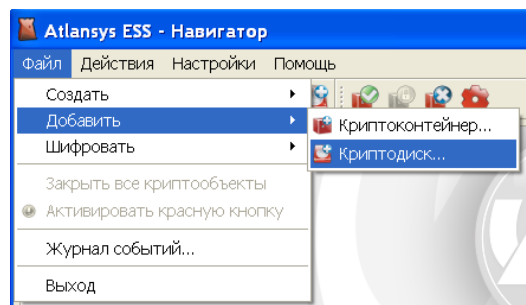 Atlansys ESS - Навигатор
Файл Действия Настройки Помощь
Создать
Добавить
Шифровать
Закрыть все криптообъекты
Активировать красную кнопку
Журнал событий...
Выход
Криптоконтейнер...
Криптодиск...